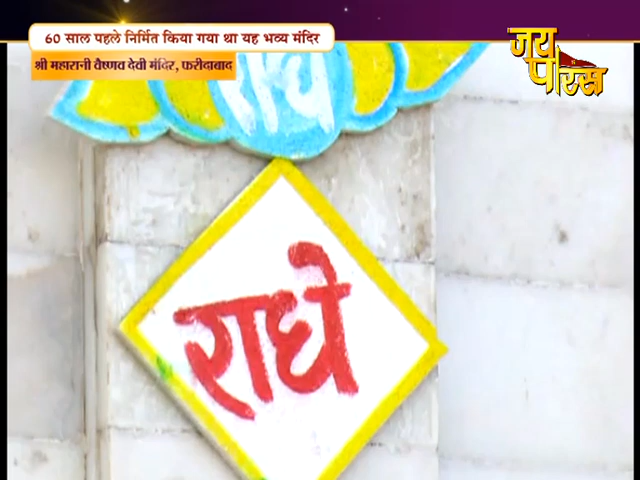 60 साल पहले निर्मित किया गया था यह भव्य मंदिर
श्री महारानी वैष्णव देवी मंदिर, फरीदाबाद
जय
पारस
राधे
राधे